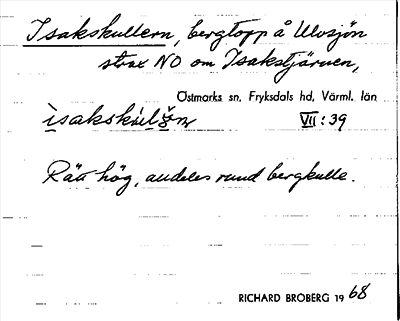 Isakskullern, bergtopp å Ulvsjön
strax NO om Isakstjärnen,
Östmarks sn, Fryksdals hd, Värml. län
VII: 39
Rätt hög, alldeles rund bergkulle.
RICHARD BROBERG 1968